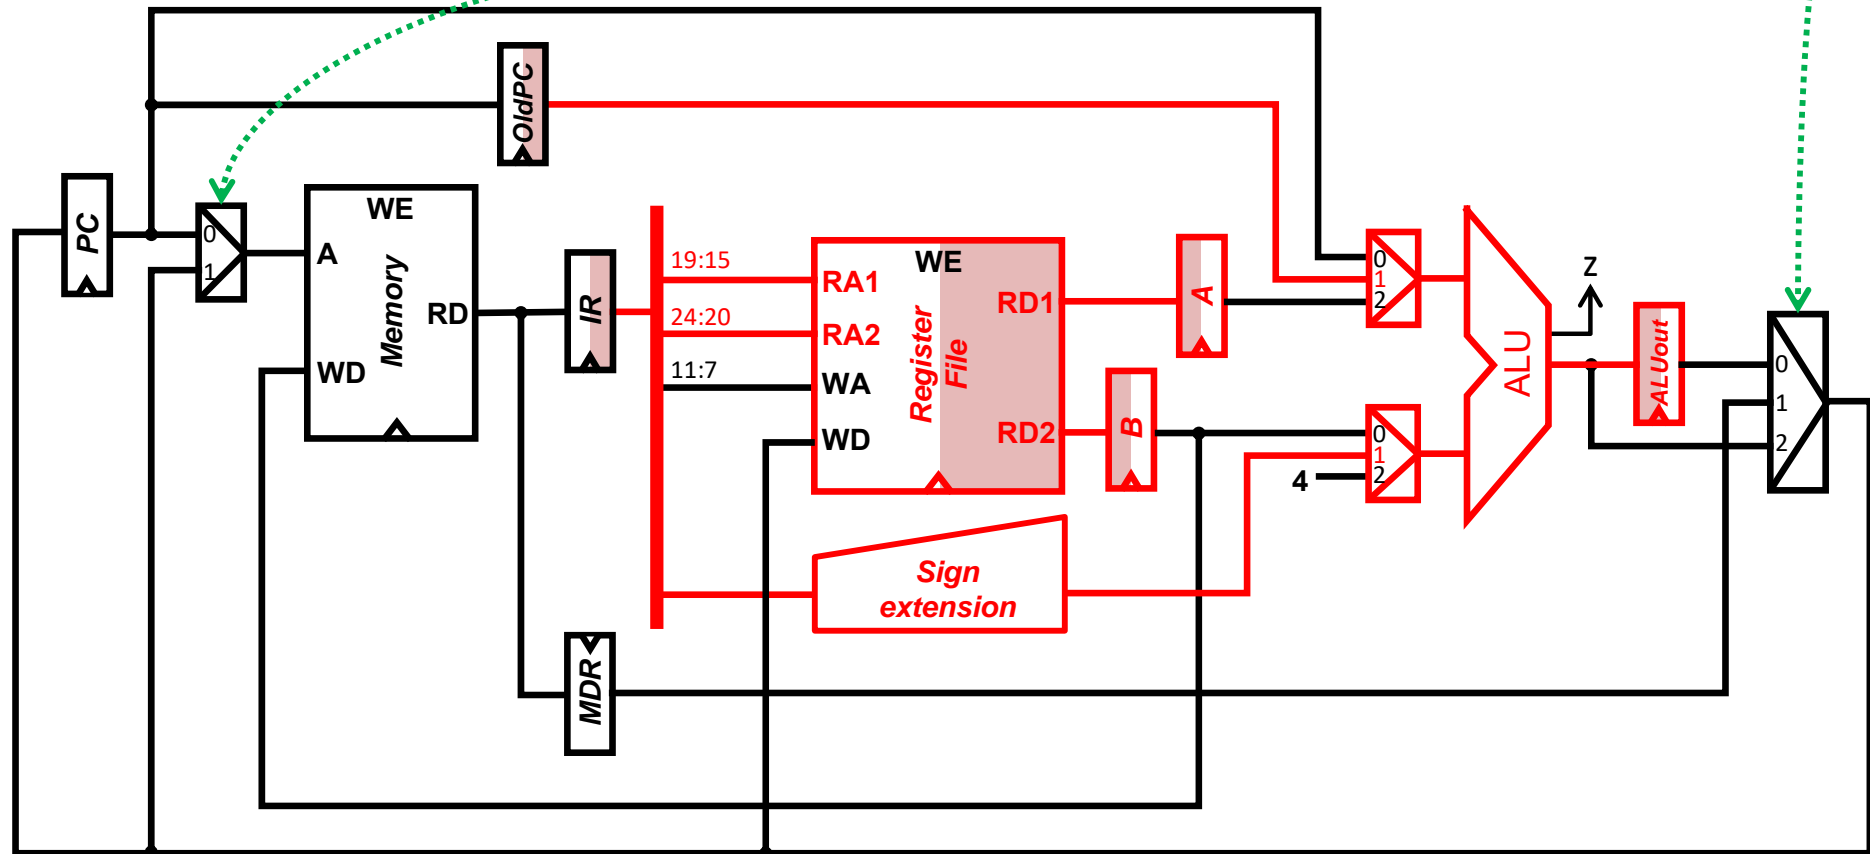 OldPC
PC
0
1
WE
A
Memory
RD
WD
IR
19:15
24:20
11:7
WE
RA1
RA2
WA
WD
Register
File
RD1
RD2
A
B
Sign
extension
MDR
0
1
2
0
1
2
4
ALU
Z
ALUout
0
1
2